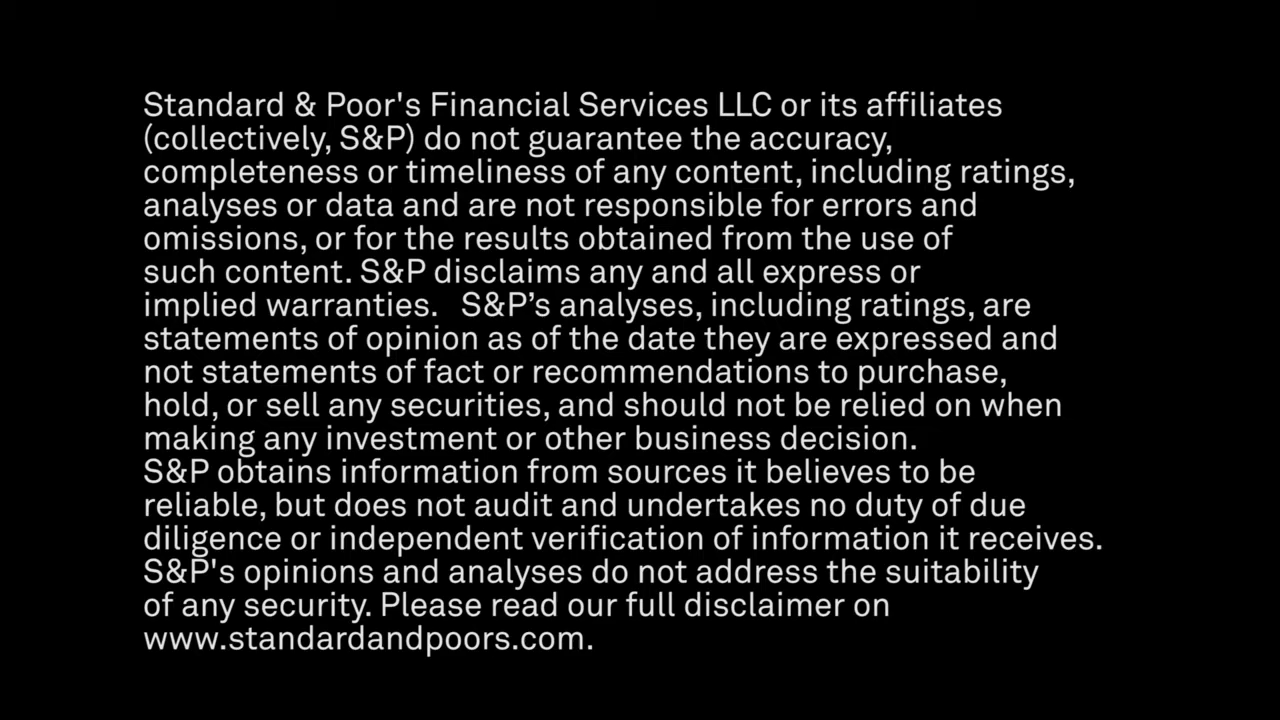 Standard & Poor's Financial Services LLC or its affiliates
(collectively, S&P) do not guarantee the accuracy,
completeness or timeliness of any content, including ratings,
analyses or data and are not responsible for errors and
omissions, or for the results obtained from the use of
such content. S&P disclaims any and all express or
implied warranties.   S&P’s analyses, including ratings, are
statements of opinion as of the date they are expressed and
not statements of fact or recommendations to purchase,
hold, or sell any securities, and should not be relied on when
making any investment or other business decision.
S&P obtains information from sources it believes to be
reliable, but does not audit and undertakes no duty of due
diligence or independent verification of information it receives.
S&P's opinions and analyses do not address the suitability
of any security. Please read our full disclaimer on
www.standardandpoors.com.